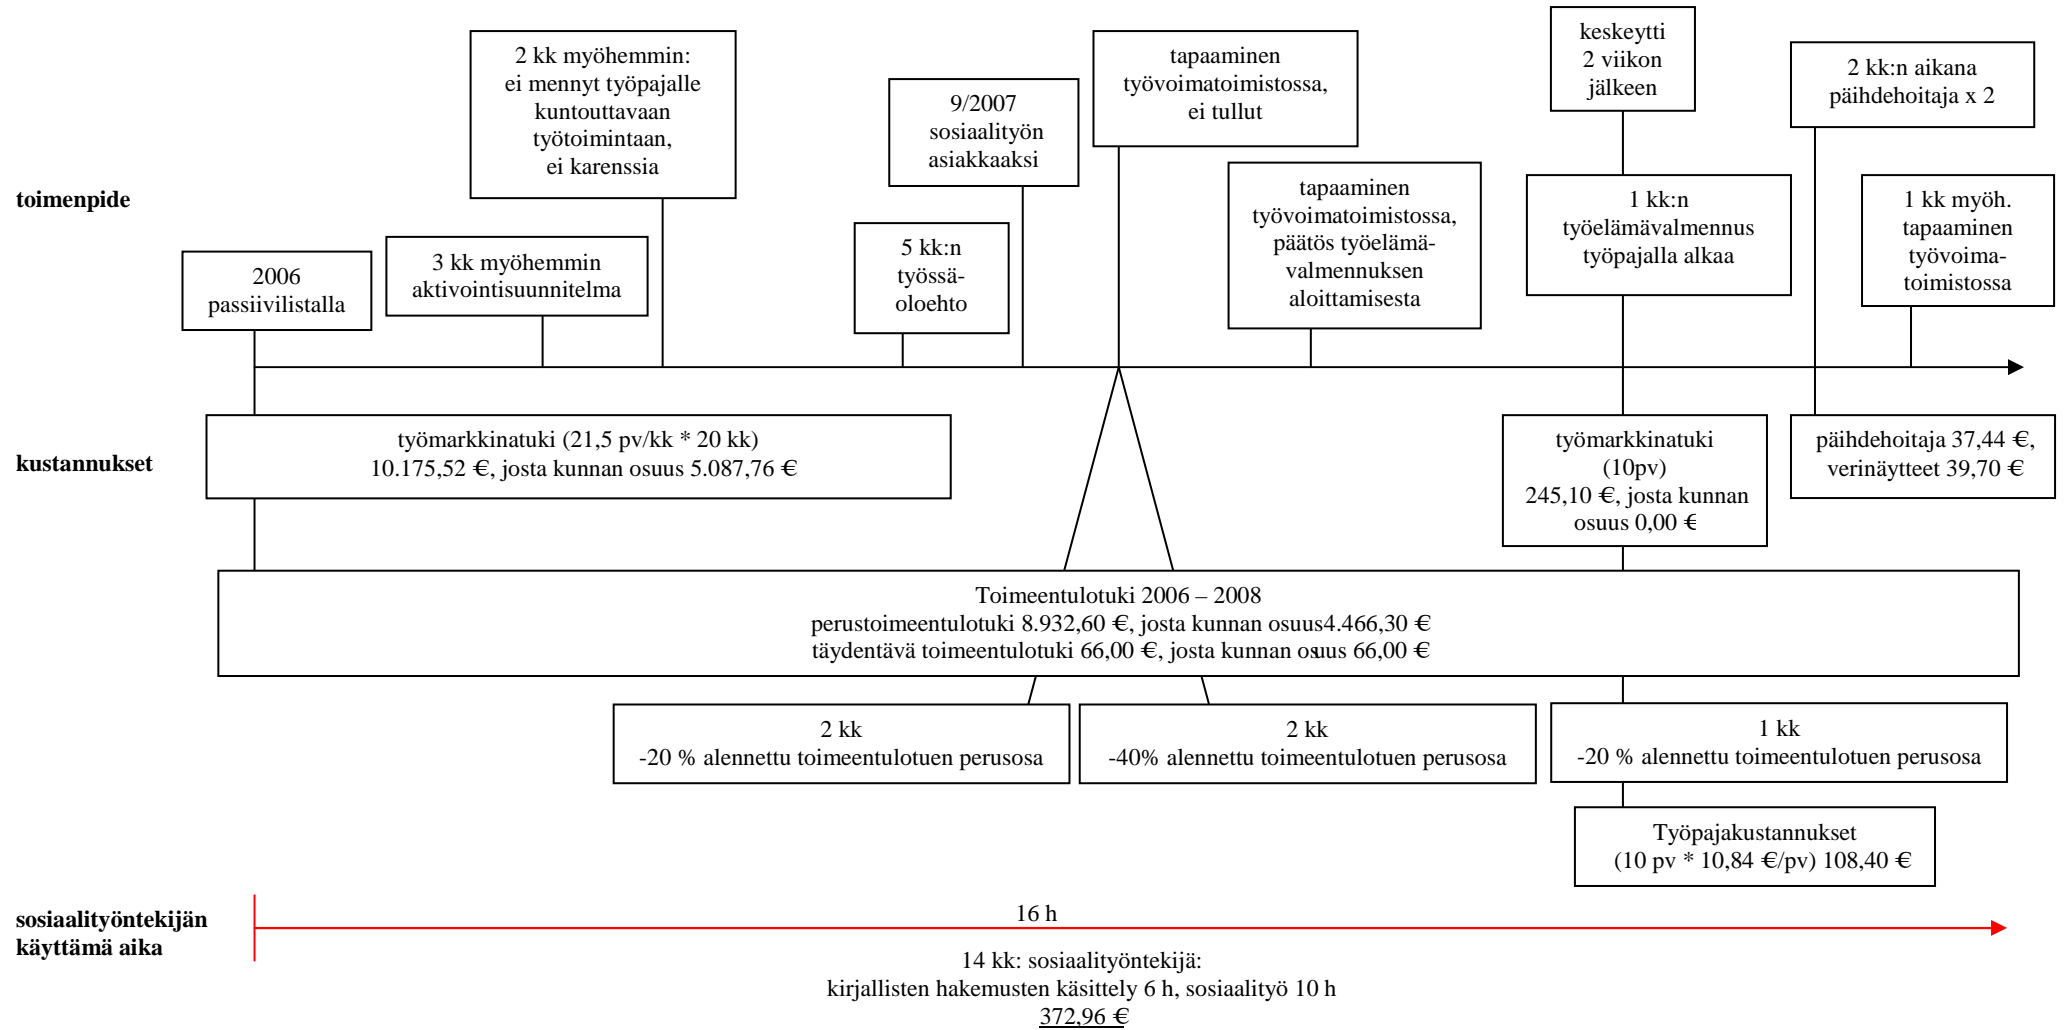 toimenpide
2006
passiivilistalla
3 kk myöhemmin
aktivointisuunnitelma
2 kk myöhemmin:
ei mennyt työpajalle
kuntouttavaan
työtoimintaan,
ei karenssia
5 kk:n
työssä-
oloehto
9/2007
sosiaalityön
asiakkaaksi
tapaaminen
työvoimatoimistossa,
ei tullut
tapaaminen
työvoimatoimistossa,
päätös työelämä-
valmennuksen
aloittamisesta
keskeytti
2 viikon
jälkeen
1 kk:n
työelämävalmennus
työpajalla alkaa
2 kk:n aikana
päihdehoitaja x 2
1 kk myöh.
tapaaminen
työvoima-
toimistossa
kustannukset
työmarkkinatuki (21,5 pv/kk * 20 kk)
10.175,52 €, josta kunnan osuus 5.087,76 €
työmarkkinatuki
(10pv)
245,10 €, josta kunnan
osuus 0,00 €
päihdehoitaja 37,44 €,
verinäytteet 39,70 €
Toimeentulotuki 2006 – 2008
perustoimeentulotuki 8.932,60 €, josta kunnan osuus4.466,30 €
täydentävä toimeentulotuki 66,00 €, josta kunnan osuus 66,00 €
2 kk
-20 % alennettu toimeentulotuen perusosa
2 kk
-40% alennettu toimeentulotuen perusosa
1 kk
-20 % alennettu toimeentulotuen perusosa
Työpajakustannukset
(10 pv * 10,84 €/pv) 108,40 €
sosiaalityöntekijän
käyttämä aika
16 h
14 kk: sosiaalityöntekijä:
kirjallisten hakemusten käsittely 6 h, sosiaalityö 10 h
372,96 €